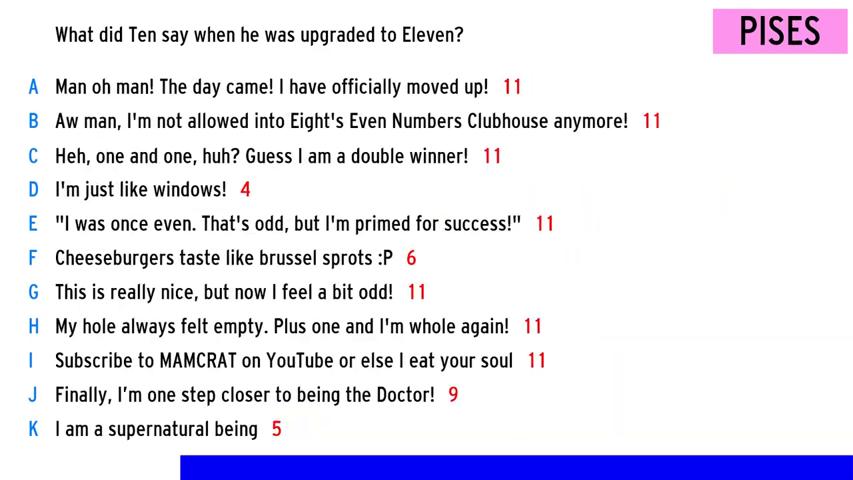 What did Ten say when he was upgraded to Eleven?
PISES
A Man oh man! The day came! I have officially moved up! 11
B Aw man, I'm not allowed into Eight's Even Numbers Clubhouse anymore! 11
C Heh, one and one, huh? Guess I am a double winner! 11
D I'm just like windows! 4
E "I was once even. That's odd, but I'm primed for success!" 11
F Cheeseburgers taste like brussel sprots :P 6
G This is really nice, but now I feel a bit odd! 11
H My hole always felt empty. Plus one and I'm whole again! 11
I Subscribe to MAMCRAT on YouTube or else I eat your soul 11
J Finally, I’m one step closer to being the Doctor! 9
K I am a supernatural being 5